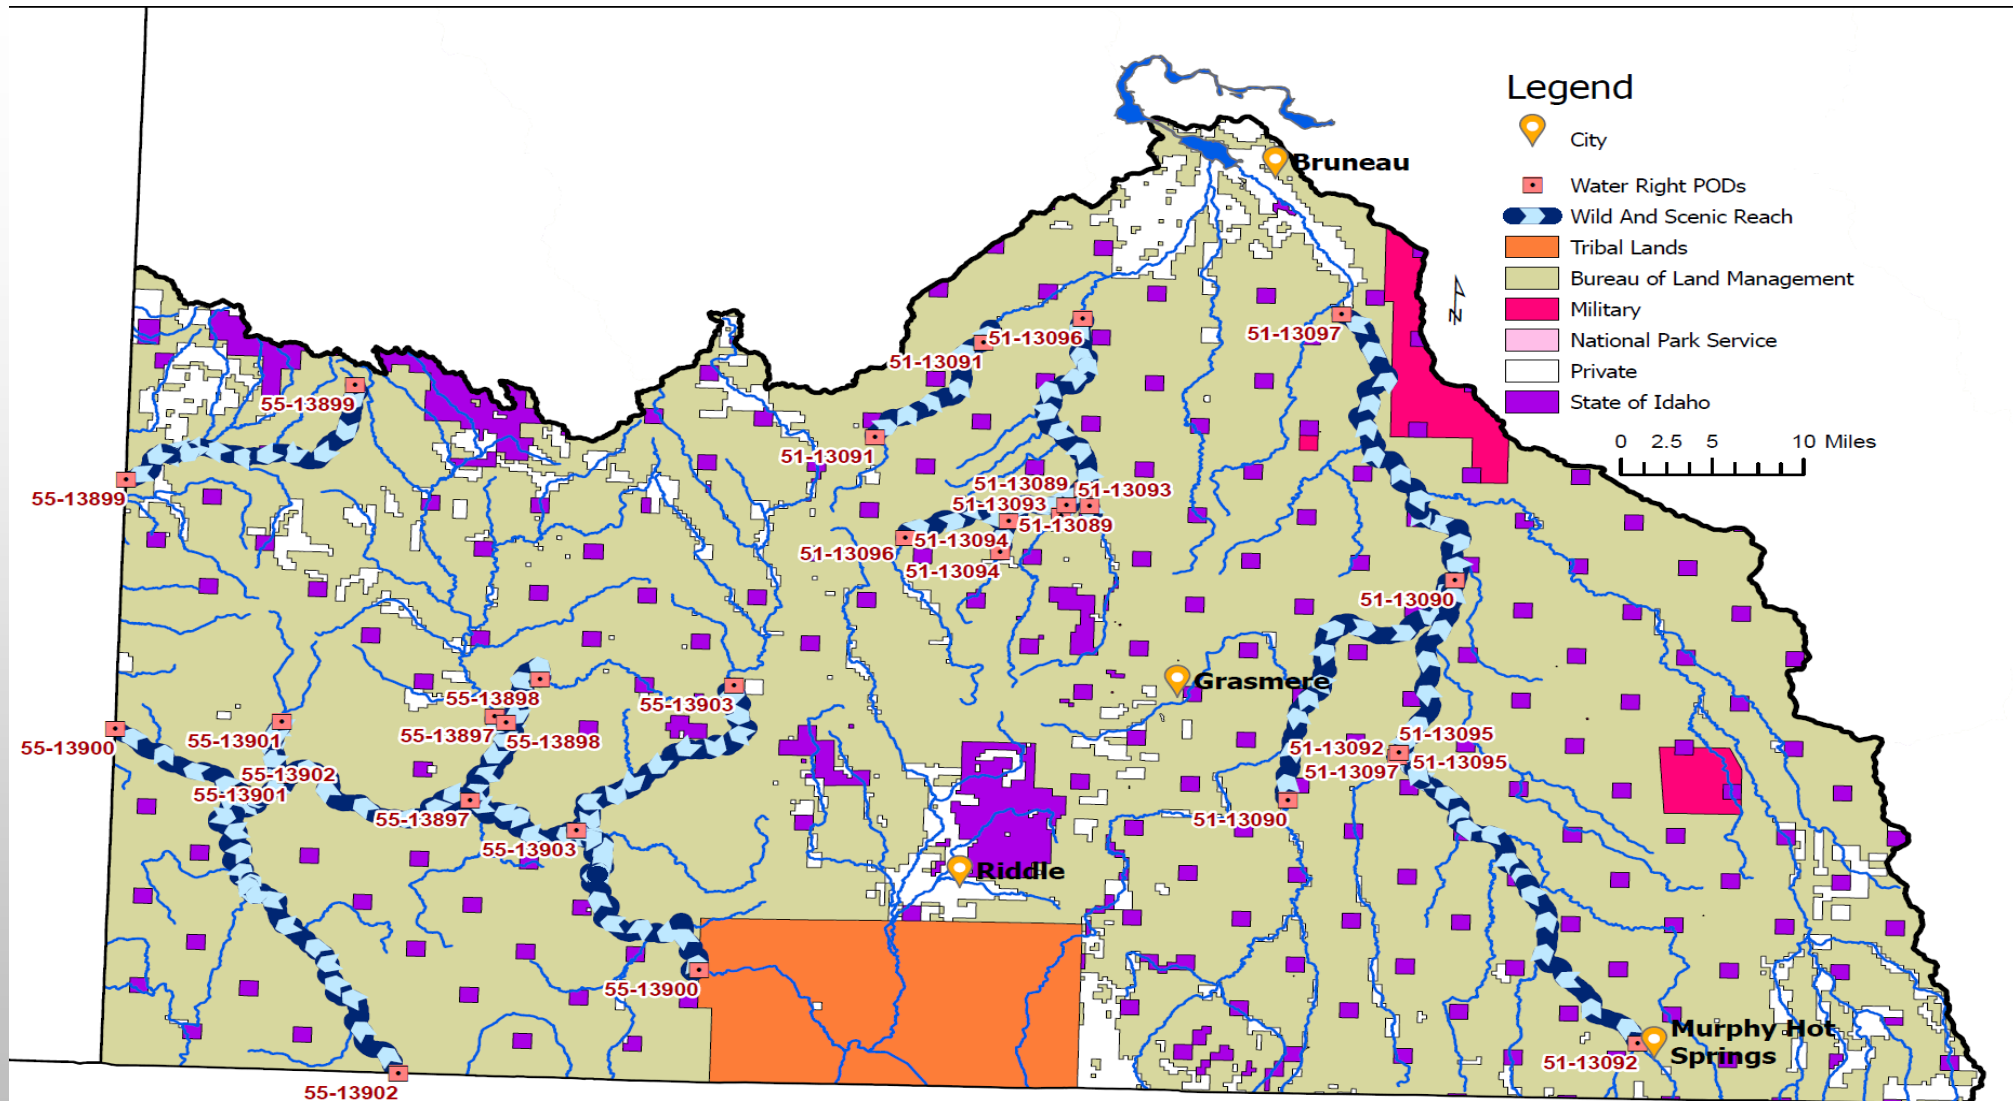 Legend
City
Water Right PODs
Wild And Scenic Reach
Tribal Lands
Bureau of Land Management
Military
National Park Service
Private
State of Idaho
0 2.5 5 10 Miles
N
Bruneau
51-13096
51-13097
51-13091
55-13899
51-13091
55-13899
51-13089
51-13093
51-13093
51-13089
51-13094
51-13096
51-13094
51-13090
Grasmere
55-13898
55-13903
55-13897
55-13898
55-13901
55-13900
51-13095
51-13092
51-13095
51-13097
55-13902
55-13901
55-13897
51-13090
55-13903
Riddle
55-13900
Murphy Hot
Springs
51-13092
55-13902